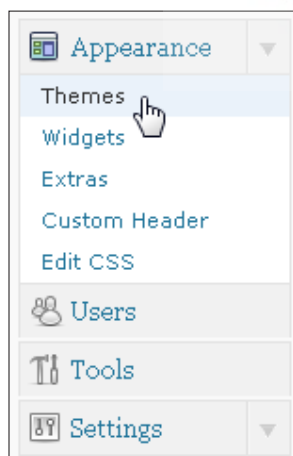 Appearance
Themes
Widgets
Extras
Custom Header
Edit CSS
Users
Tools
Settings